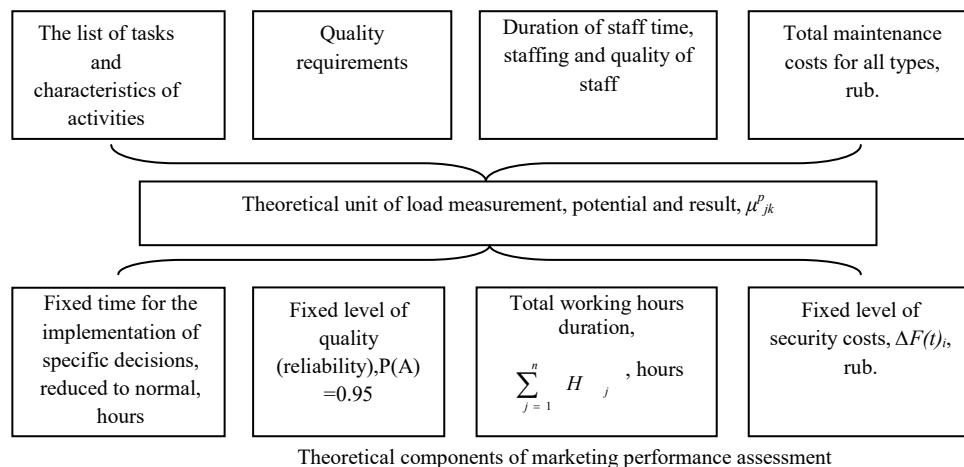 The list of tasks
and
characteristics of
activities
Quality
requirements
Duration of staff time,
staffing and quality of
staff
Total maintenance
costs for all types,
rub.
Theoretical unit of load measurement, potential and result, μᵖjk
Fixed time for the
implementation of
specific decisions,
reduced to normal,
hours
Fixed level of
quality
(reliability),P(A)
=0.95
Total working hours
duration,
n
∑ H j , hours
j = 1
Fixed level of
security costs, ΔF(t)i,
rub.
Theoretical components of marketing performance assessment